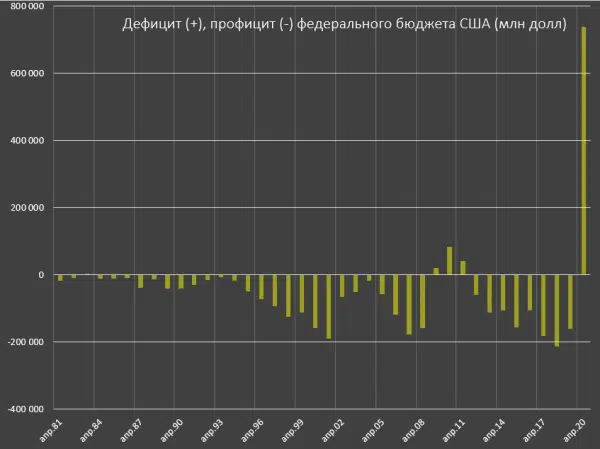 Дефицит (+), профицит (-) федерального бюджета США (млн долл)
800 000
600 000
400 000
200 000
0
-200 000
-400 000
апр.81
апр.84
апр.87
апр.90
апр.93
апр.96
апр.99
апр.02
апр.05
апр.08
апр.11
апр.14
апр.17
апр.20